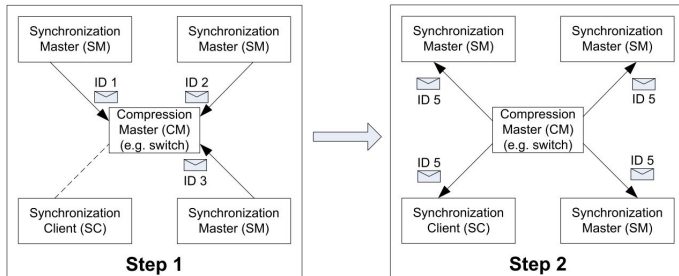 Synchronization
Master (SM)
Synchronization
Master (SM)
ID 1
ID 2
Compression
Master (CM)
(e.g. switch)
ID 3
Synchronization
Client (SC)
Synchronization
Master (SM)
Step 1
Synchronization
Master (SM)
Synchronization
Master (SM)
ID 5
ID 5
Compression
Master (CM)
(e.g. switch)
ID 5
ID 5
Synchronization
Client (SC)
Synchronization
Master (SM)
Step 2